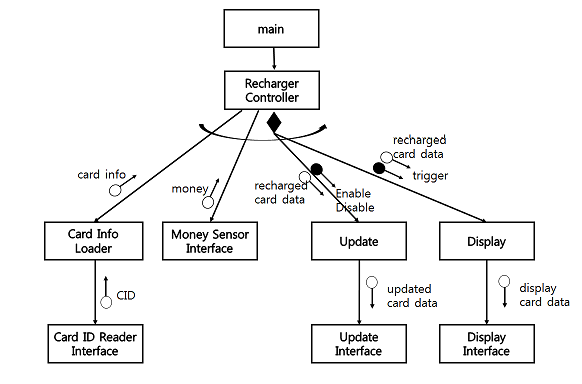 main
Recharger
Controller
recharged
card data
trigger
card info
money
recharged
card data
Enable
Disable
Card Info
Loader
Money Sensor
Interface
Update
Display
CID
updated
card data
display
card data
Card ID Reader
Interface
Update
Interface
Display
Interface